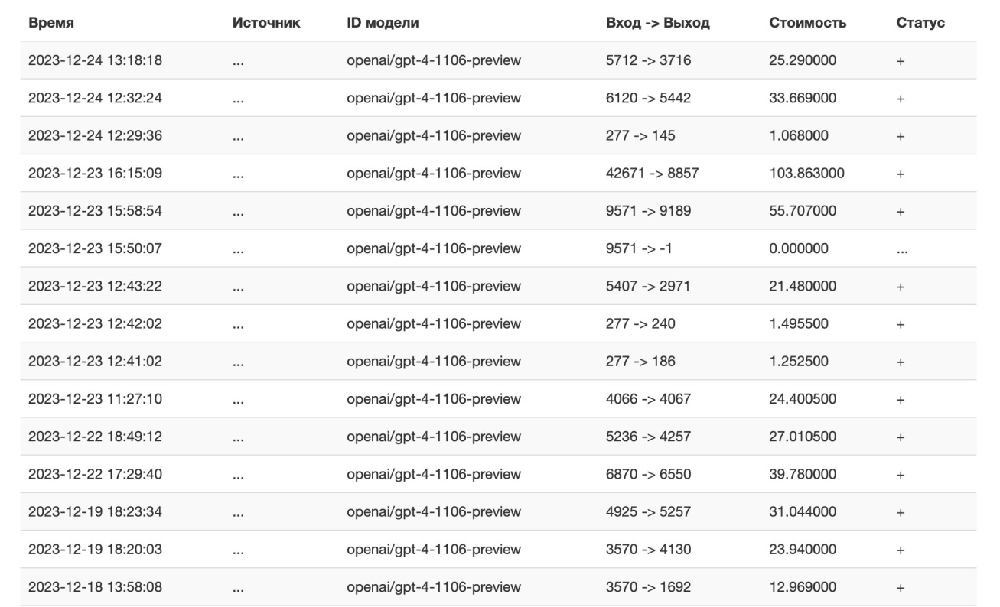 Время Источник ID модели Вход -> Выход Стоимость Статус
2023-12-24 13:18:18 ... openai/gpt-4-1106-preview 5712 -> 3716 25.290000 +
2023-12-24 12:32:24 ... openai/gpt-4-1106-preview 6120 -> 5442 33.669000 +
2023-12-24 12:29:36 ... openai/gpt-4-1106-preview 277 -> 145 1.068000 +
2023-12-23 16:15:09 ... openai/gpt-4-1106-preview 42671 -> 8857 103.863000 +
2023-12-23 15:58:54 ... openai/gpt-4-1106-preview 9571 -> 9189 55.707000 +
2023-12-23 15:50:07 ... openai/gpt-4-1106-preview 9571 -> -1 0.000000 ...
2023-12-23 12:43:22 ... openai/gpt-4-1106-preview 5407 -> 2971 21.480000 +
2023-12-23 12:42:02 ... openai/gpt-4-1106-preview 277 -> 240 1.495500 +
2023-12-23 12:41:02 ... openai/gpt-4-1106-preview 277 -> 186 1.252500 +
2023-12-23 11:27:10 ... openai/gpt-4-1106-preview 4066 -> 4067 24.400500 +
2023-12-22 18:49:12 ... openai/gpt-4-1106-preview 5236 -> 4257 27.010500 +
2023-12-22 17:29:40 ... openai/gpt-4-1106-preview 6870 -> 6550 39.780000 +
2023-12-19 18:23:34 ... openai/gpt-4-1106-preview 4925 -> 5257 31.044000 +
2023-12-19 18:20:03 ... openai/gpt-4-1106-preview 3570 -> 4130 23.940000 +
2023-12-18 13:58:08 ... openai/gpt-4-1106-preview 3570 -> 1692 12.969000 +